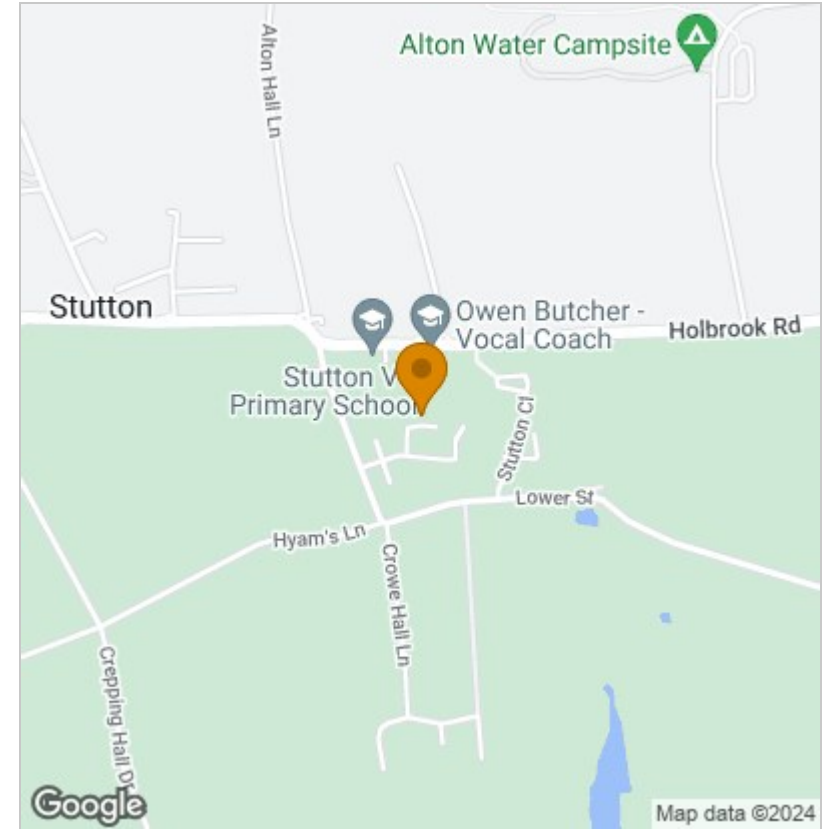 Alton Hall Ln
Alton Water Campsite
Stutton
Owen Butcher -
Vocal Coach
Holbrook Rd
Stutton V
Primary School
Stutton Cl
Lower St
Hyam's Ln
Crowe Hall Ln
Crepping Hall Dr
Google
Map data ©2024